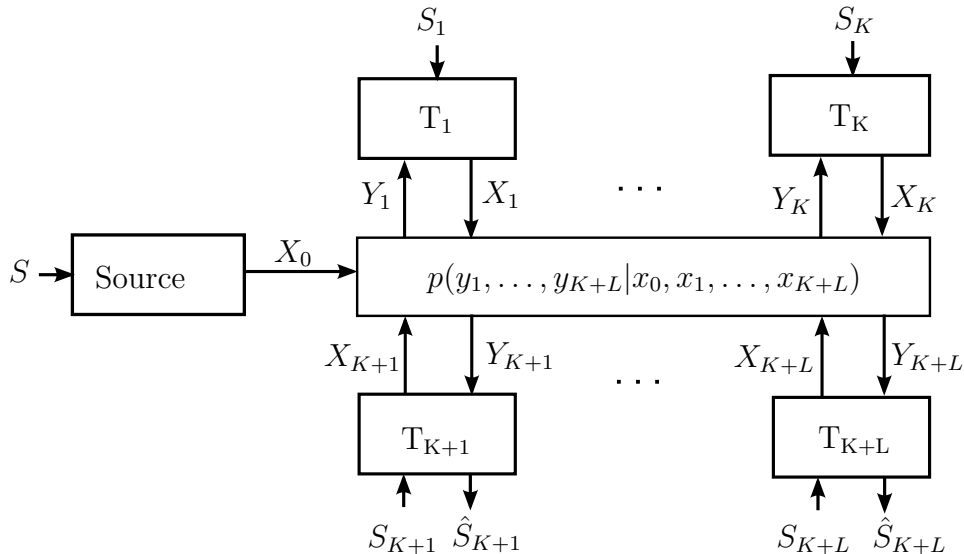 S_1 S_K
T_1 T_K
Y_1 X_1 . . . Y_K X_K
S Source X_0 p(y_1, . . . , y_{K+L}|x_0, x_1, . . . , x_{K+L})
X_{K+1} Y_{K+1} . . . X_{K+L} Y_{K+L}
T_{K+1} T_{K+L}
S_{K+1} Ŝ_{K+1} S_{K+L} Ŝ_{K+L}